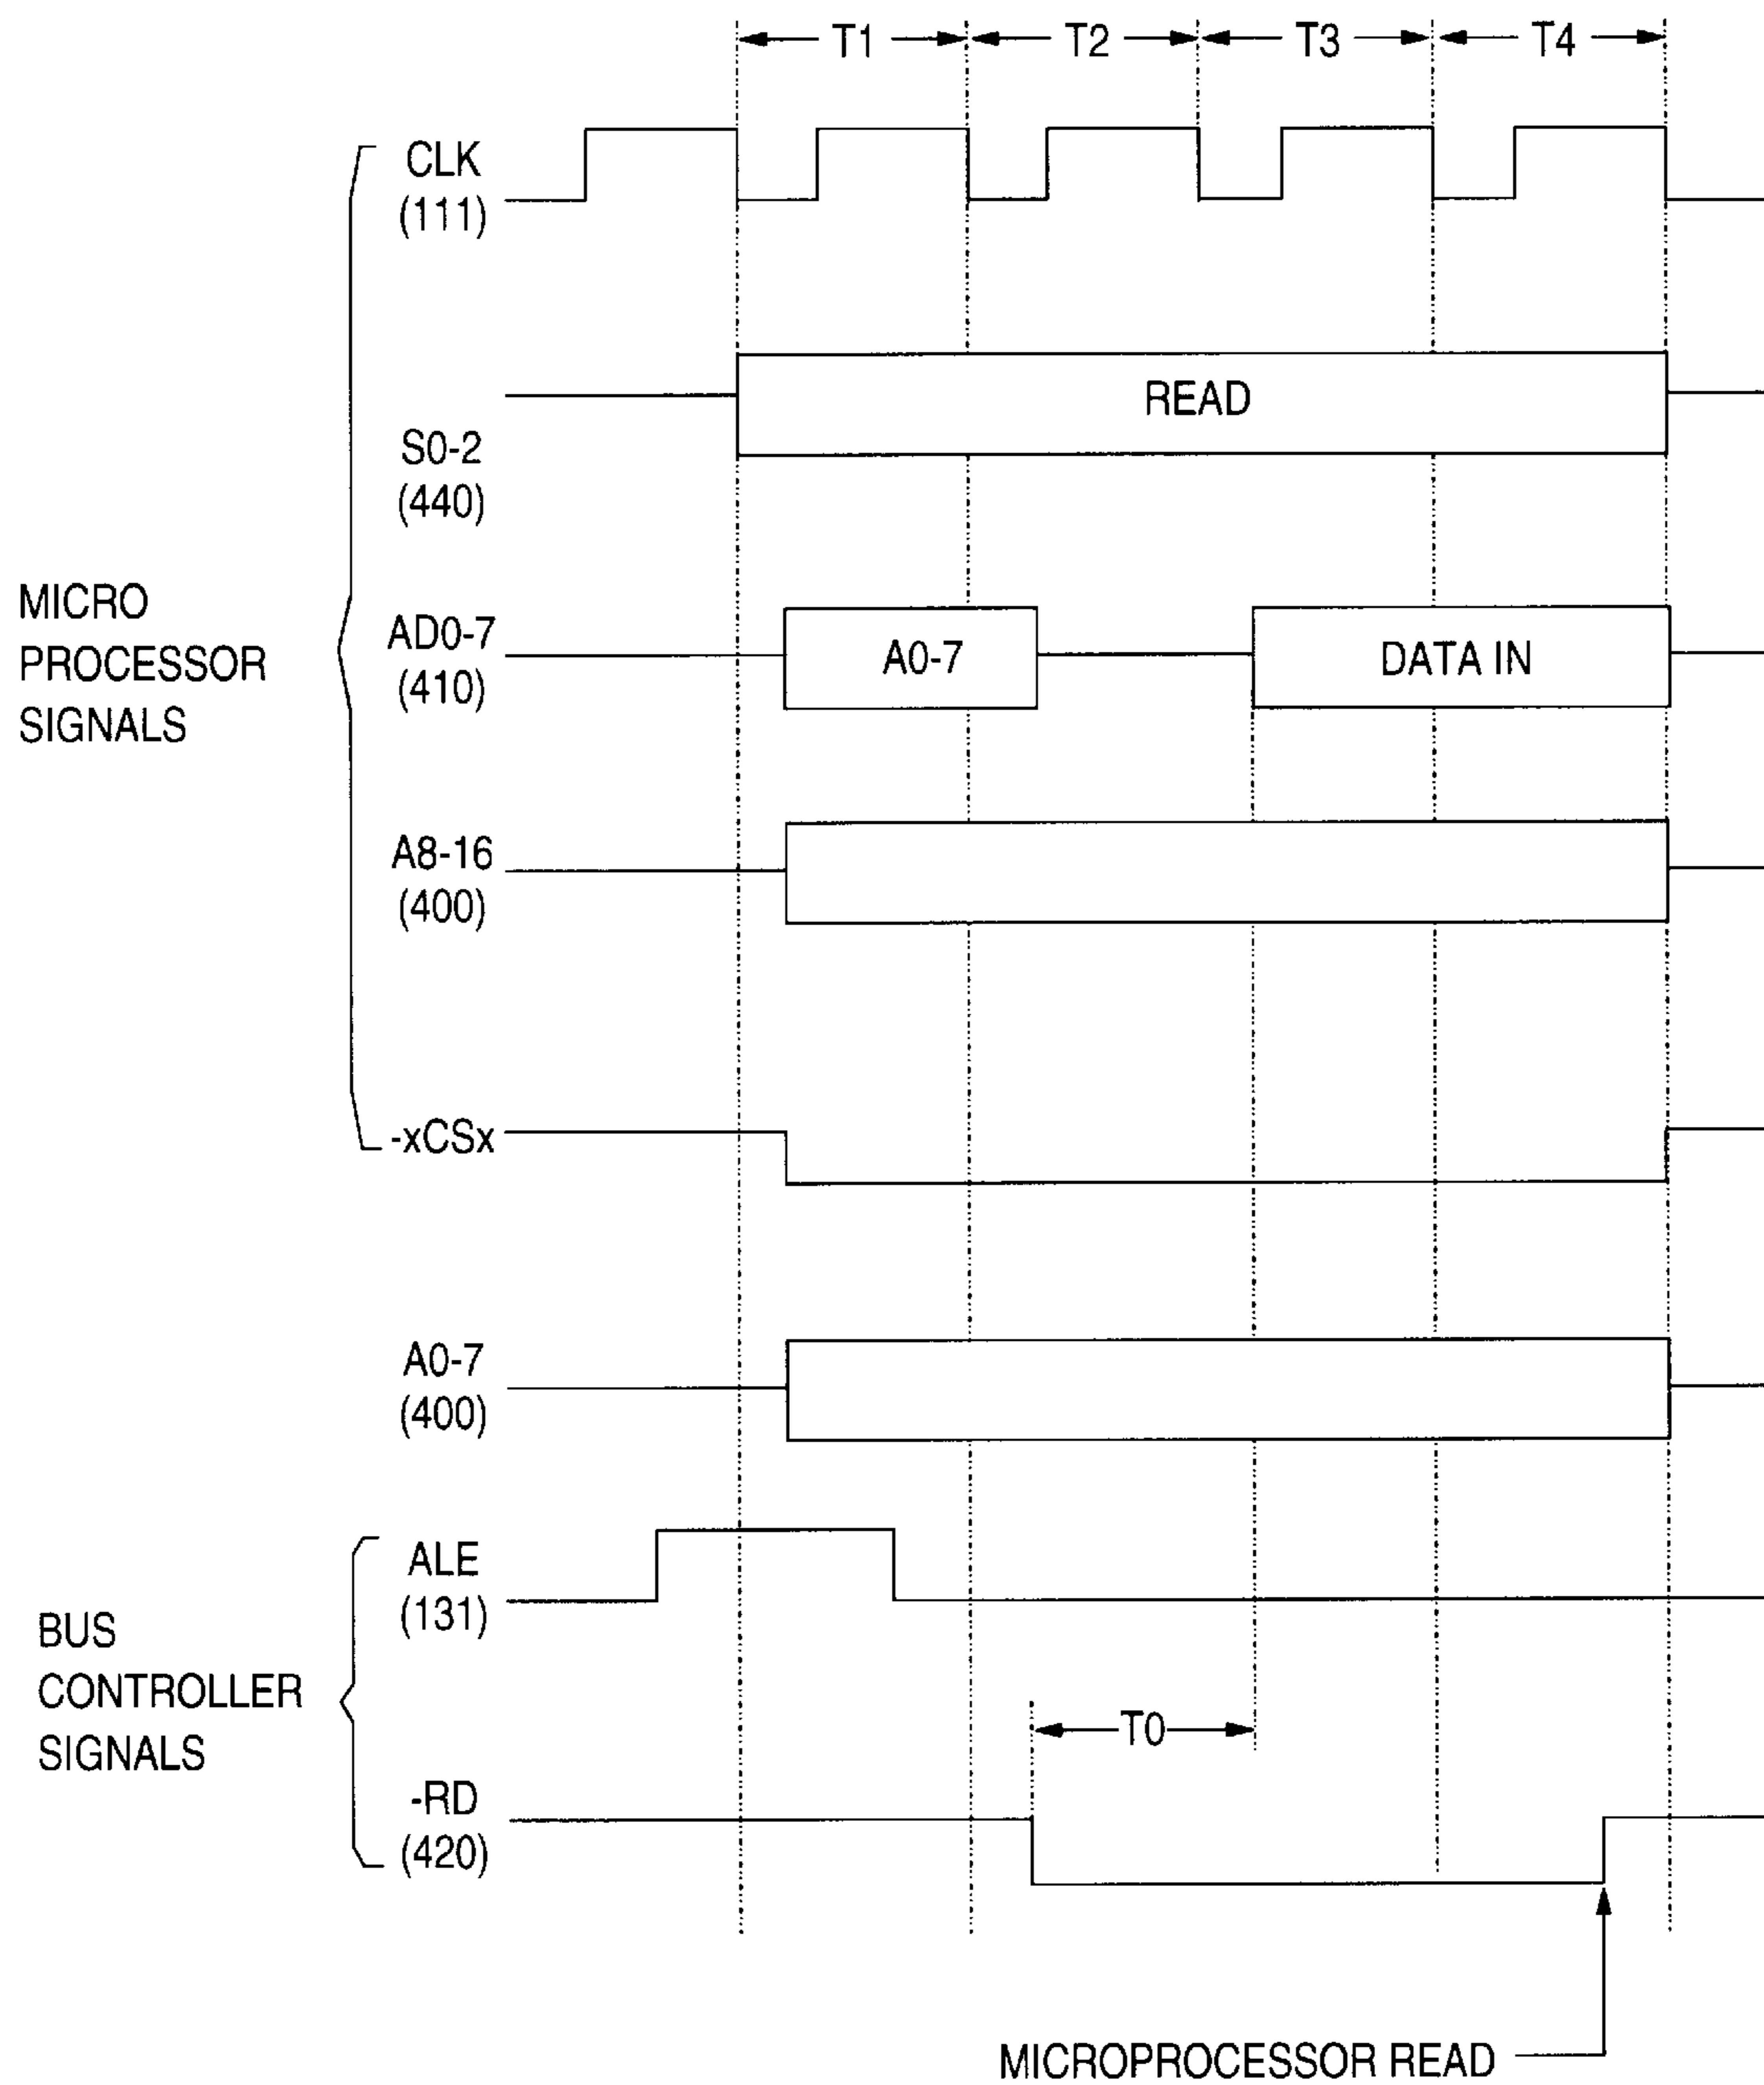 T1
T2
T3
T4
CLK
(111)
READ
S0-2
(440)
MICRO
PROCESSOR
SIGNALS
AD0-7
(410)
A0-7
DATA IN
A8-16
(400)
-xCSx
A0-7
(400)
ALE
(131)
BUS
CONTROLLER
SIGNALS
T0
-RD
(420)
MICROPROCESSOR READ